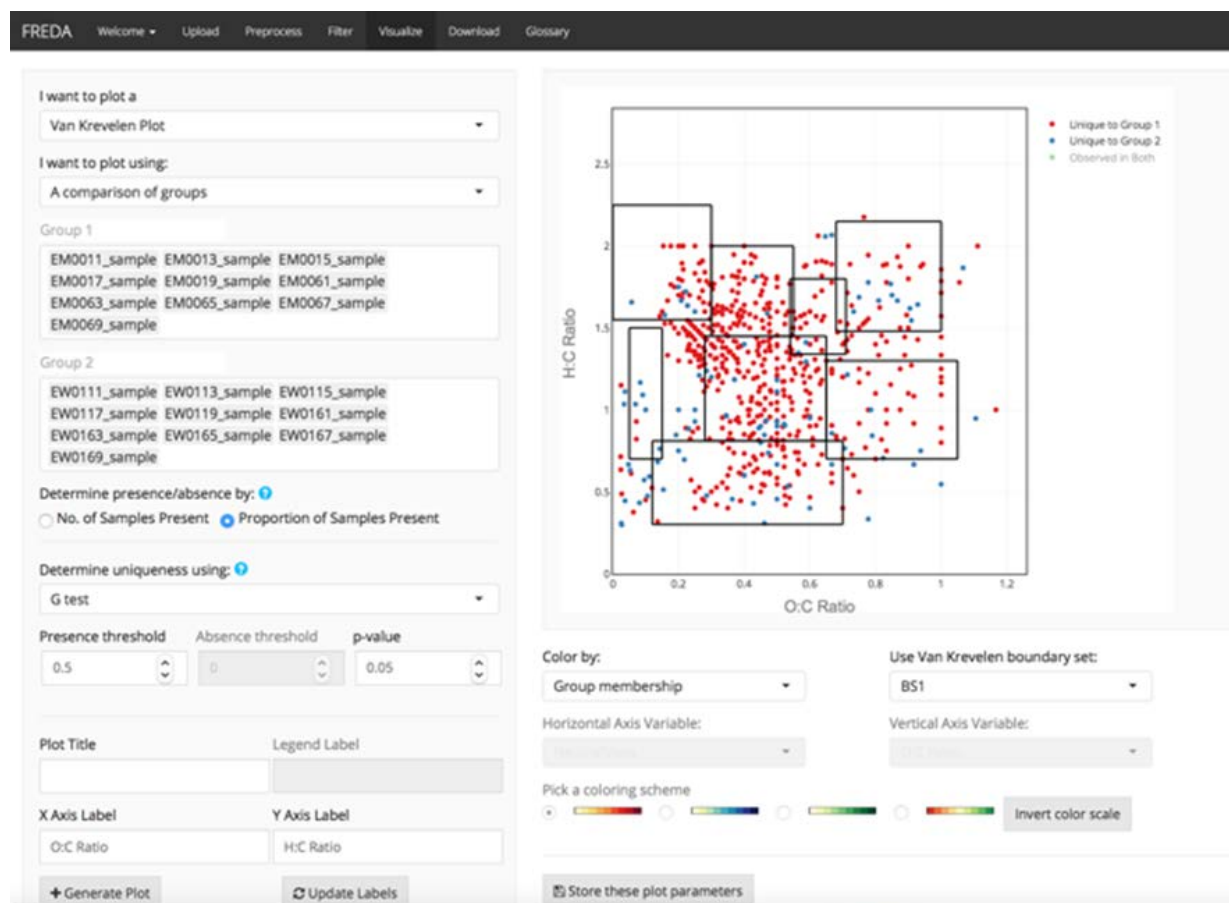 FREDA Welcome Upload Preprocess Filter Visualize Download Glossary
I want to plot a
Van Krevelen Plot
I want to plot using:
A comparison of groups
Group 1
EM0011_sample EM0013_sample EM0015_sample
EM0017_sample EM0019_sample EM0061_sample
EM0063_sample EM0065_sample EM0067_sample
EM0069_sample
Group 2
EW0111_sample EW0113_sample EW0115_sample
EW0117_sample EW0119_sample EW0161_sample
EW0163_sample EW0165_sample EW0167_sample
EW0169_sample
Determine presence/absence by: ?
No. of Samples Present Proportion of Samples Present
Determine uniqueness using: ?
G test
Presence threshold Absence threshold p-value
0.5 0 0.05
Plot Title Legend Label
X Axis Label Y Axis Label
O:C Ratio H:C Ratio
+ Generate Plot Update Labels
Unique to Group 1
Unique to Group 2
Observed in Both
2.5
2
1.5
1
0.5
0
H:C Ratio
0 0.2 0.4 0.6 0.8 1 1.2
O:C Ratio
Color by: Use Van Krevelen boundary set:
Group membership BS1
Horizontal Axis Variable: Vertical Axis Variable:
O:C Ratio
Pick a coloring scheme
Invert color scale
Store these plot parameters